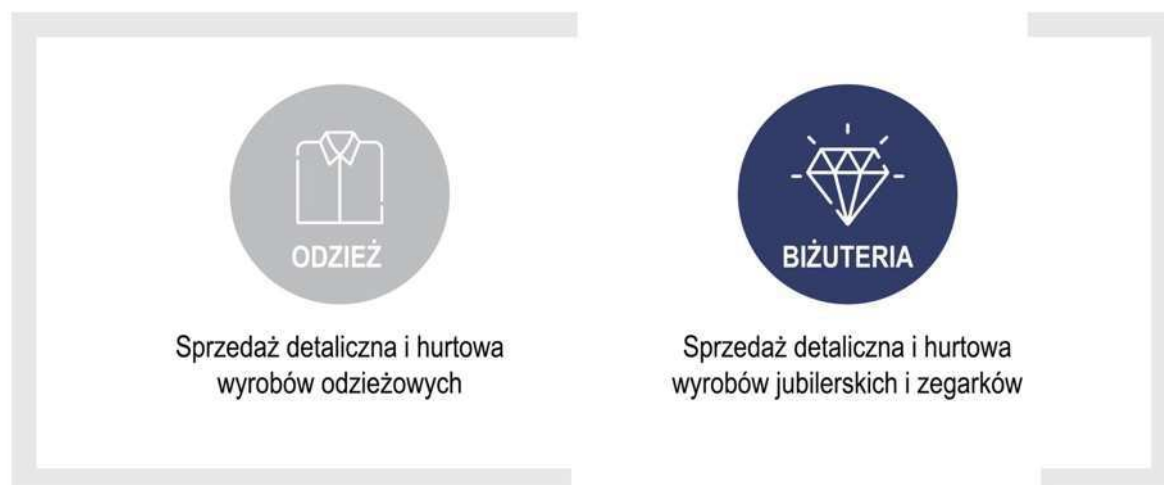 ODZIEŻ
Sprzedaż detaliczna i hurtowa
wyrobów odzieżowych
BIŻUTERIA
Sprzedaż detaliczna i hurtowa
wyrobów jubilerskich i zegarków